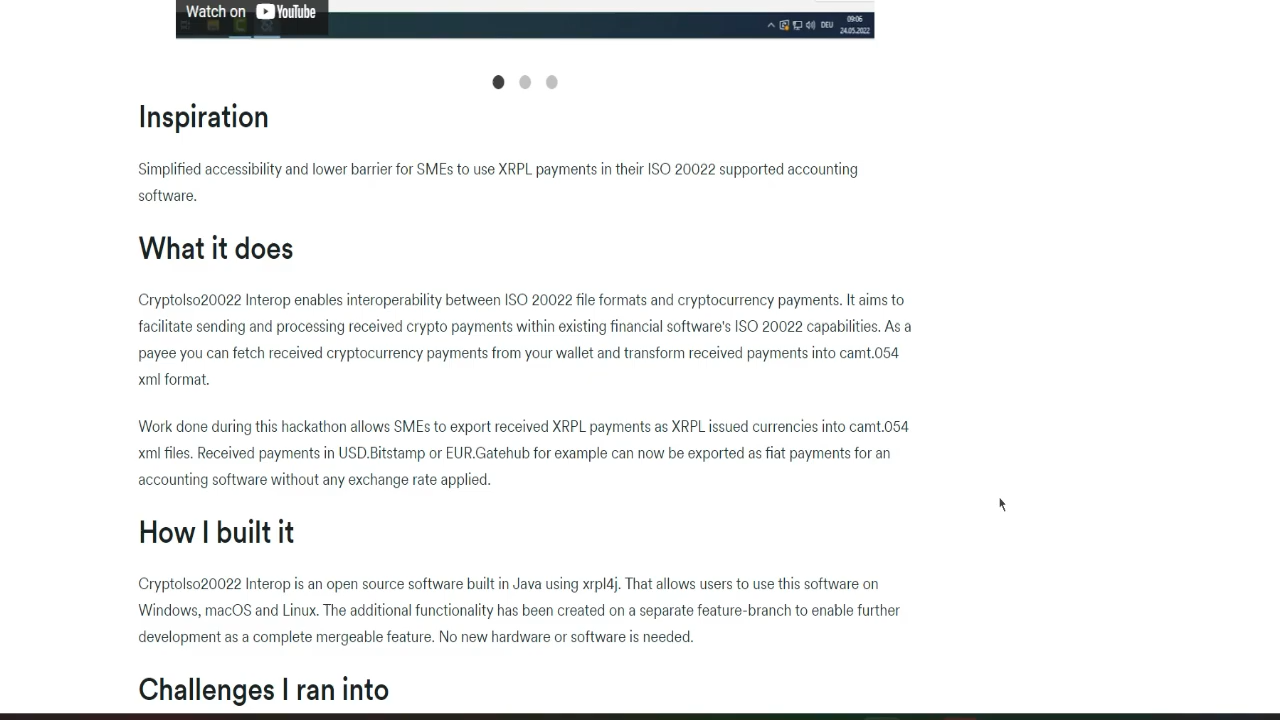 Watch on YouTube
DEU
09:06
24.05.2022
Inspiration
Simplified accessibility and lower barrier for SMEs to use XRPL payments in their ISO 20022 supported accounting
software.
What it does
CryptoIso20022 Interop enables interoperability between ISO 20022 file formats and cryptocurrency payments. It aims to
facilitate sending and processing received crypto payments within existing financial software's ISO 20022 capabilities. As a
payee you can fetch received cryptocurrency payments from your wallet and transform received payments into camt.054
xml format.
Work done during this hackathon allows SMEs to export received XRPL payments as XRPL issued currencies into camt.054
xml files. Received payments in USD.Bitstamp or EUR.Gatehub for example can now be exported as fiat payments for an
accounting software without any exchange rate applied.
How I built it
CryptoIso20022 Interop is an open source software built in Java using xrpl4j. That allows users to use this software on
Windows, macOS and Linux. The additional functionality has been created on a separate feature-branch to enable further
development as a complete mergeable feature. No new hardware or software is needed.
Challenges I ran into